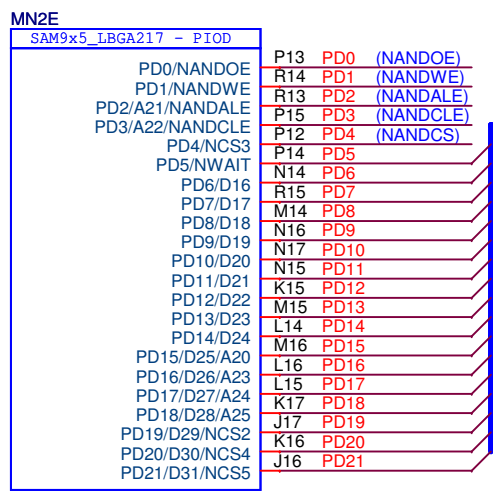 MN2E
SAM9x5_LBGA217 - PIOD
PD0/NANDOE P13 PD0 (NANDOE)
PD1/NANDWE R14 PD1 (NANDWE)
PD2/A21/NANDALE R13 PD2 (NANDALE)
PD3/A22/NANDCLE P15 PD3 (NANDCLE)
PD4/NCS3 P12 PD4 (NANDCS)
PD5/NWAIT P14 PD5
PD6/D16 N14 PD6
PD7/D17 R15 PD7
PD8/D18 M14 PD8
PD9/D19 N16 PD9
PD10/D20 N17 PD10
PD11/D21 N15 PD11
PD12/D22 K15 PD12
PD13/D23 M15 PD13
PD14/D24 L14 PD14
PD15/D25/A20 M16 PD15
PD16/D26/A23 L16 PD16
PD17/D27/A24 L15 PD17
PD18/D28/A25 K17 PD18
PD19/D29/NCS2 J17 PD19
PD20/D30/NCS4 K16 PD20
PD21/D31/NCS5 J16 PD21